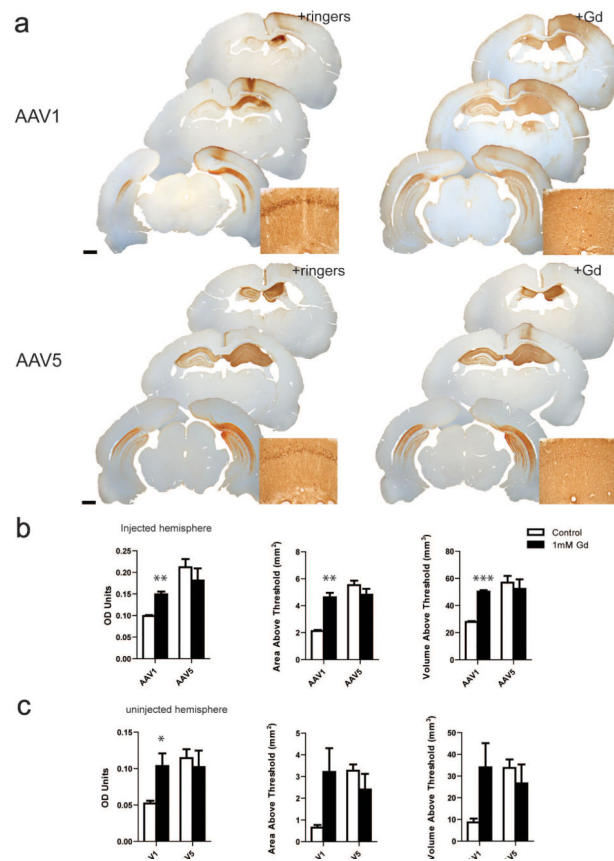 a
+ringers
+Gd
AAV1
+ringers
+Gd
AAV5
b
Injected hemisphere
Control
1mM Gd
0.25
0.20
0.15
0.10
0.05
0.00
OD Units
**
AAV1
AAV5
8
6
4
2
0
Area Above Threshold (mm²)
**
AAV1
AAV5
80
60
40
20
0
Volume Above Threshold (mm³)
***
AAV1
AAV5
c
uninjected hemisphere
0.15
0.10
0.05
0.00
OD Units
*
AAV5
5
4
3
2
1
0
Area Above Threshold (mm²)
AAV5
50
40
30
20
10
0
Volume Above Threshold (mm³)
AAV5